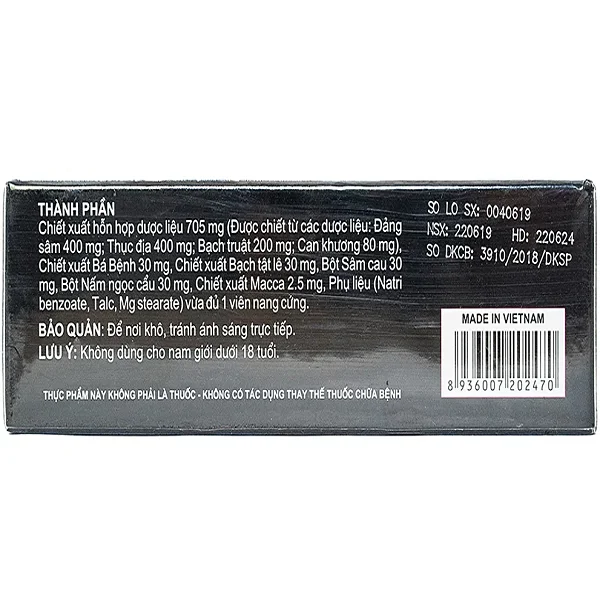 THÀNH PHẦN
Chiết xuất hỗn hợp dược liệu 705 mg (Được chiết từ các dược liệu: Đảng
sâm 400 mg; Thục địa 400 mg; Bạch truật 200 mg; Can khương 80 mg),
Chiết xuất Bá Bệnh 30 mg, Chiết xuất Bạch tật lê 30 mg, Bột Sâm cau 30
mg, Bột Nấm ngọc cẩu 30 mg, Chiết xuất Macca 2.5 mg, Phụ liệu (Natri
benzoate, Talc, Mg stearate) vừa đủ 1 viên nang cứng.
BẢO QUẢN: Để nơi khô, tránh ánh sáng trực tiếp.
LƯU Ý: Không dùng cho nam giới dưới 18 tuổi.
THỰC PHẨM NÀY KHÔNG PHẢI LÀ THUỐC - KHÔNG CÓ TÁC DỤNG THAY THẾ THUỐC CHỮA BỆNH
SO LO SX: 0040619
NSX: 220619 HD: 220624
SO DKCB: 3910/2018/DKSP
MADE IN VIETNAM
8 936007 202470